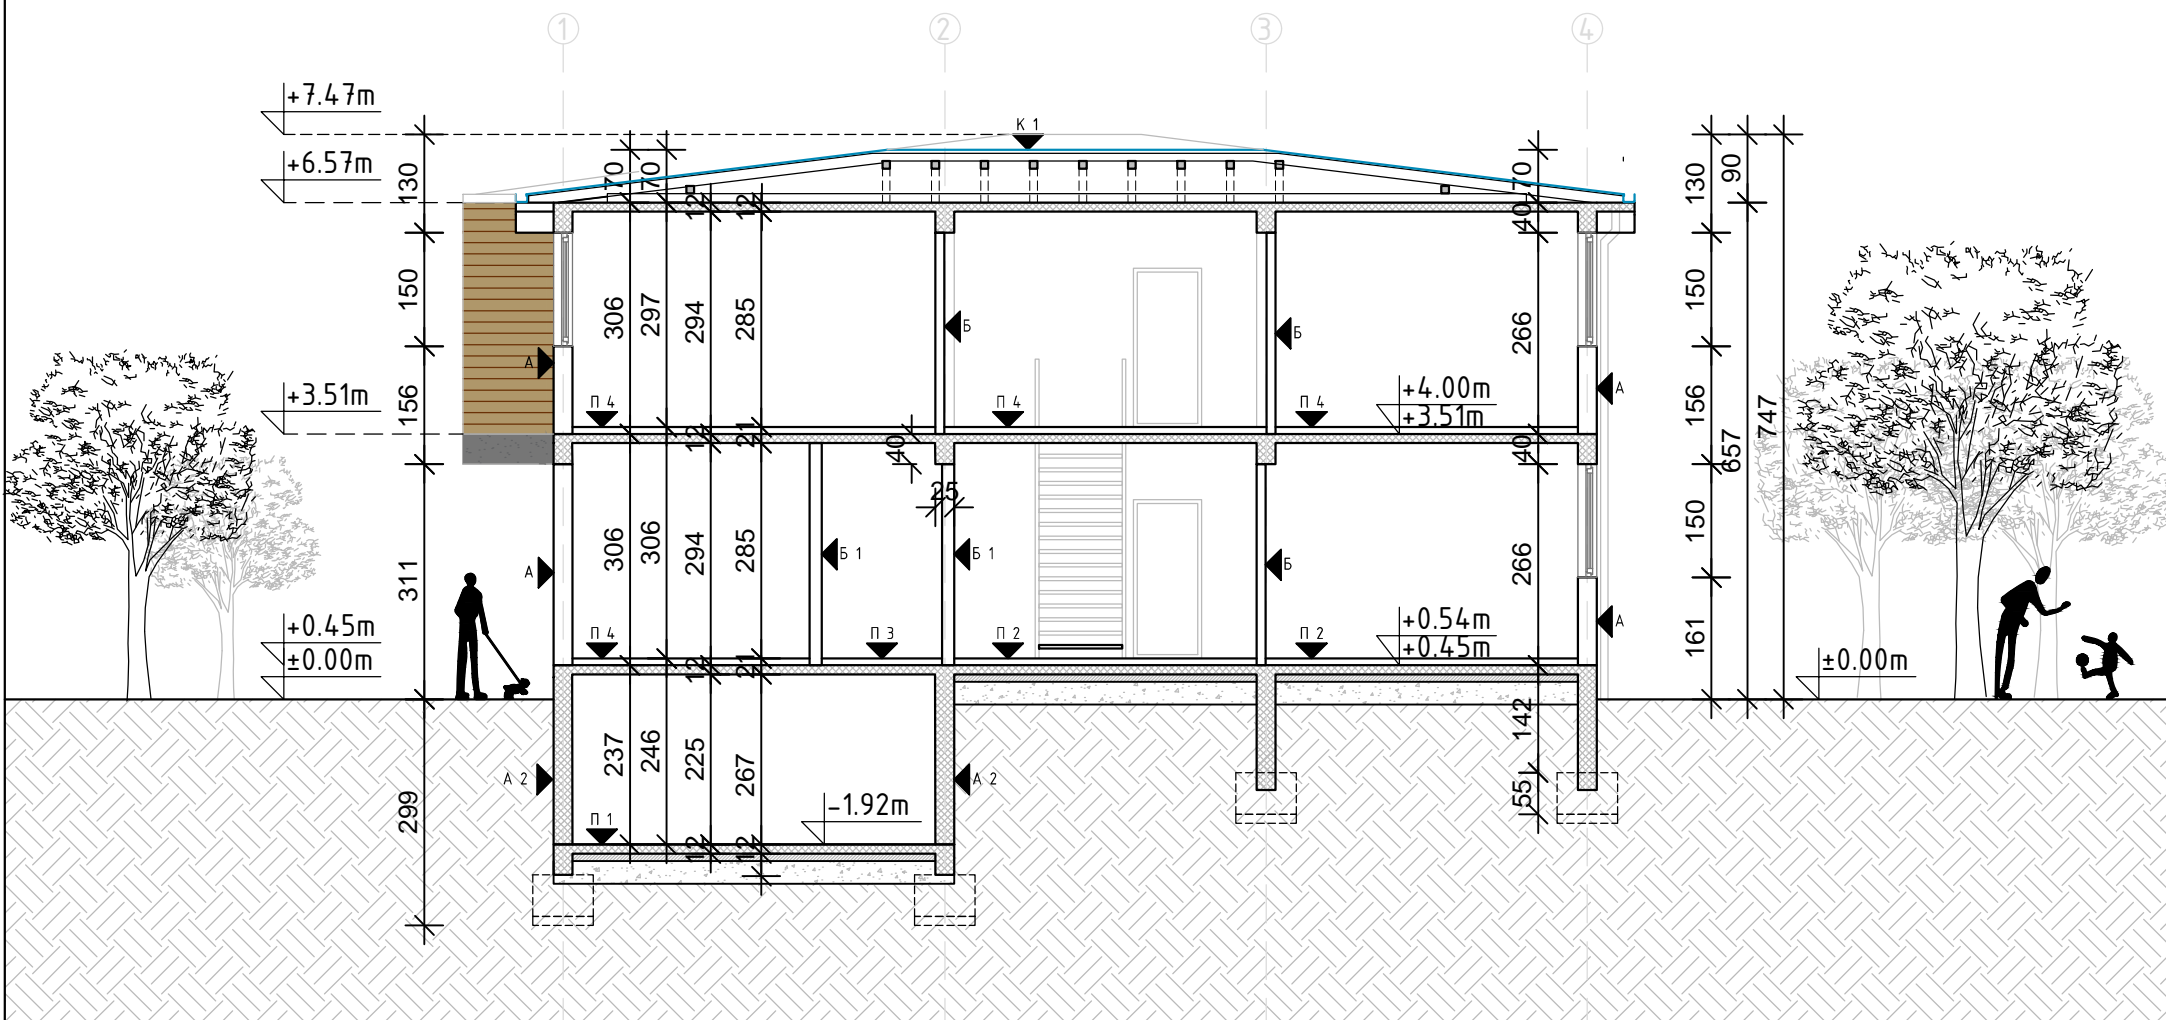 1 2 3 4
+7.47m
K 1
+6.57m
130 70 70 12 12 70 40 130 90
150 306 297 294 285 Б Б 266 150
А А
+3.51m
156 П 4 П 4 П 4 +4.00m 156
+3.51m
747
657
12 21 40 40
25
311 306 306 294 285 Б 1 Б 1 Б 266 150
А А
+0.45m П 4 П 3 П 2 П 2 +0.54m 161
±0.00m +0.45m ±0.00m
12 21
142
237 246 225 267
А 2 А 2
299 П 1 -1.92m 55
12 12